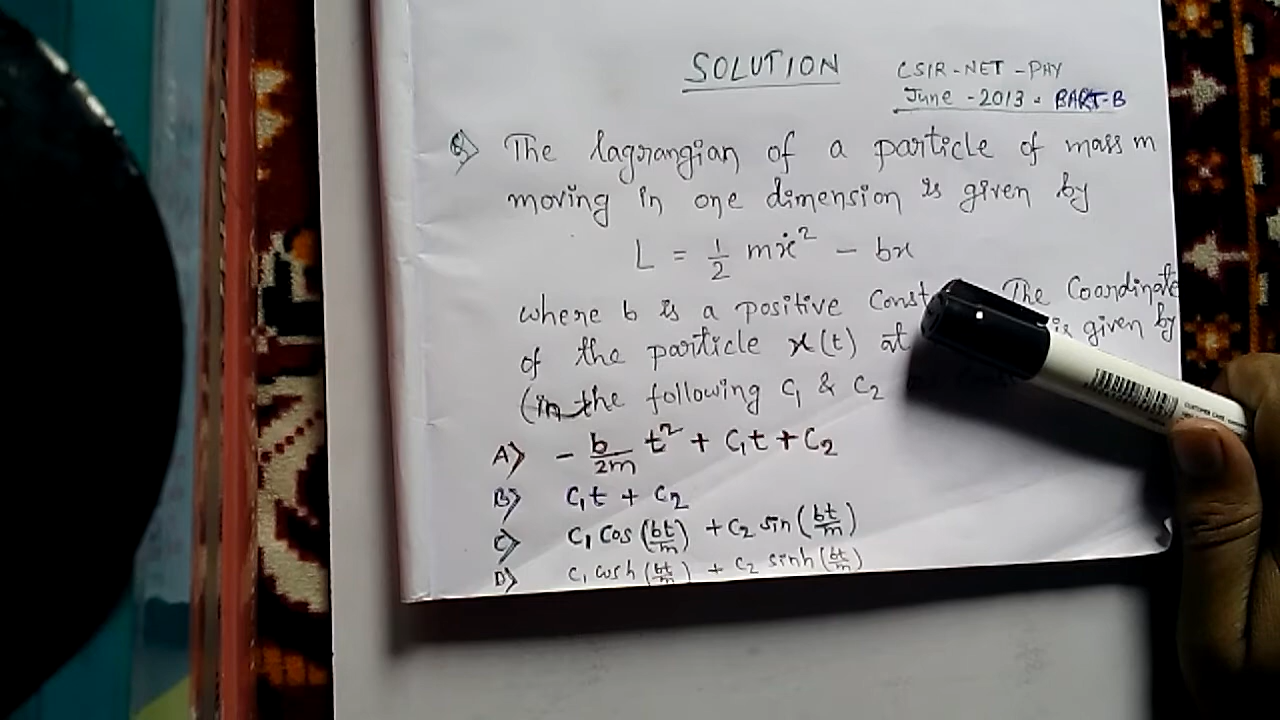 SOLUTION
CSIR-NET-PHY
June-2013. PART-B
Q> The lagrangian of a particle of mass m
moving in one dimension is given by
L = 1/2 mẋ² - bx
where b is a positive Const The Coordinate
of the particle x(t) at is given by
(in the following C₁ & C₂
A> - b/2m t² + C₁t + C₂
B> C₁t + C₂
C> C₁ Cos (bt/m) + C₂ sin (bt/m)
D> C₁ cosh (bt/m) + C₂ sinh (bt/m)